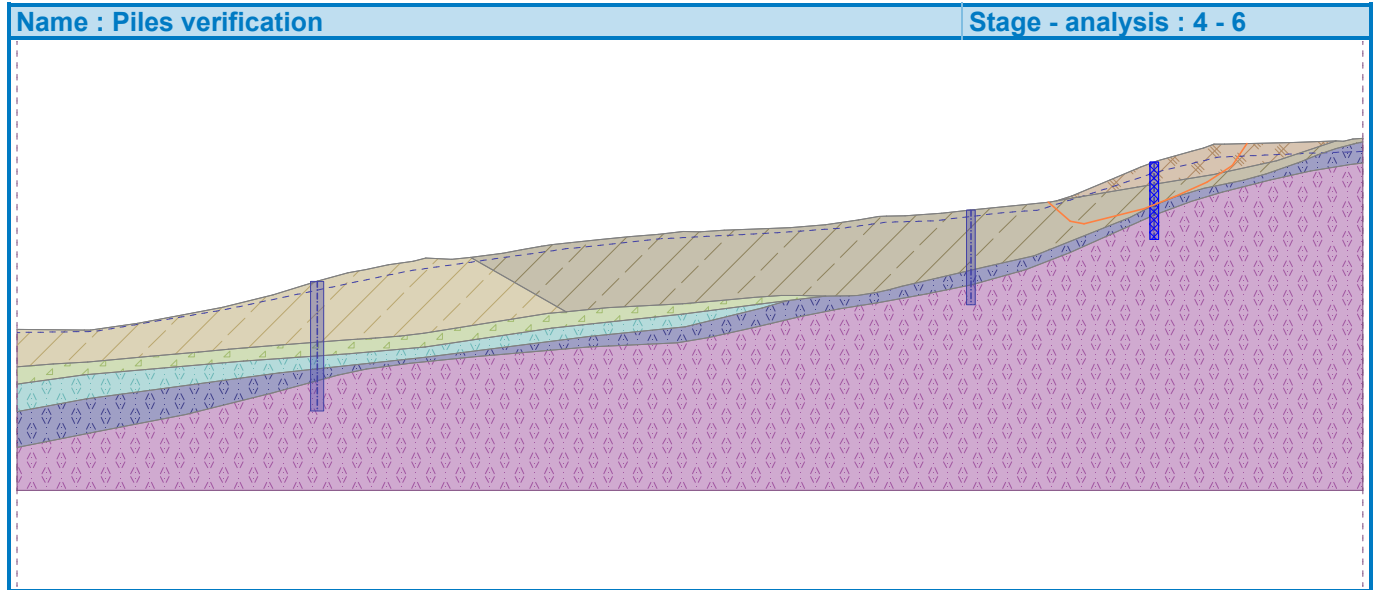 Name : Piles verification
Stage - analysis : 4 - 6